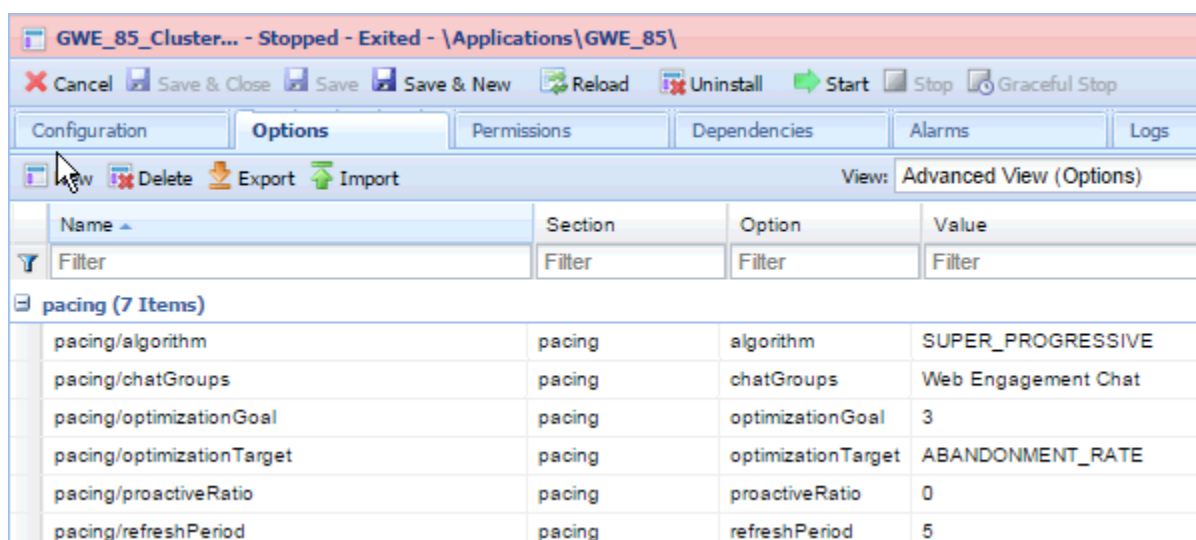 GWE_85_Cluster... - Stopped - Exited - \Applications\GWE_85\
Cancel Save & Close Save Save & New Reload Uninstall Start Stop Graceful Stop
Configuration Options Permissions Dependencies Alarms Logs
Delete Export Import View: Advanced View (Options)
Name Section Option Value
Filter Filter Filter Filter
pacing (7 Items)
pacing/algorithm pacing algorithm SUPER_PROGRESSIVE
pacing/chatGroups pacing chatGroups Web Engagement Chat
pacing/optimizationGoal pacing optimizationGoal 3
pacing/optimizationTarget pacing optimizationTarget ABANDONMENT_RATE
pacing/proactiveRatio pacing proactiveRatio 0
pacing/refreshPeriod pacing refreshPeriod 5